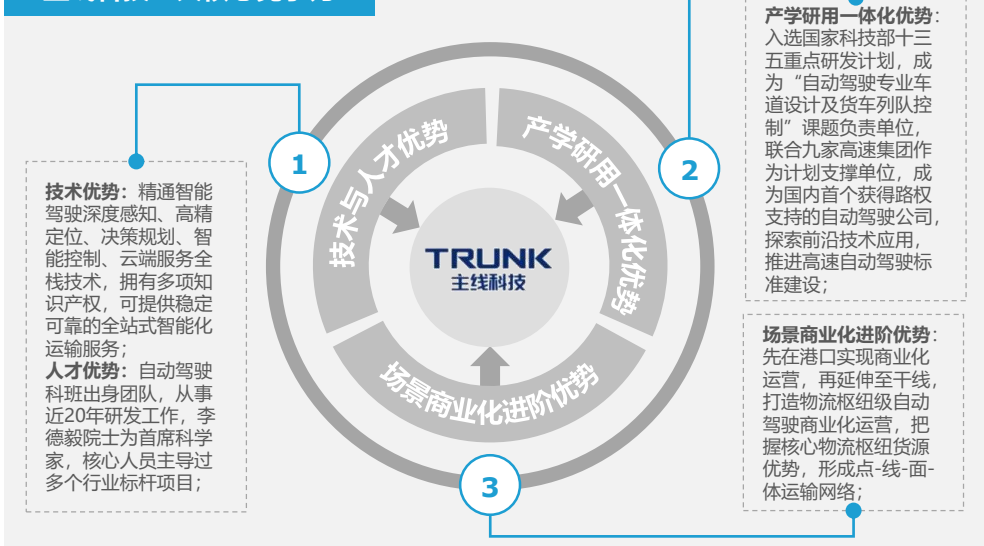 1
技术优势：精通智能
驾驶深度感知、高精
定位、决策规划、智
能控制、云端服务全
栈技术，拥有多项知
识产权，可提供稳定
可靠的全站式智能化
运输服务；
人才优势：自动驾驶
科班出身团队，从事
近20年研发工作，李
德毅院士为首席科学
家，核心人员主导过
多个行业标杆项目；
技术与人才优势
产学研用一体化优势
场景商业化进阶优势
TRUNK
主线科技
2
产学研用一体化优势：
入选国家科技部十三
五重点研发计划，成
为“自动驾驶专业车
道设计及货车列队控
制”课题负责单位，
联合九家高速集团作
为计划支撑单位，成
为国内首个获得路权
支持的自动驾驶公司，
探索前沿技术应用，
推进高速自动驾驶标
准建设；
3
场景商业化进阶优势：
先在港口实现商业化
运营，再延伸至干线，
打造物流枢纽级自动
驾驶商业化运营，把
握核心物流枢纽货源
优势，形成点-线-面-
体运输网络；